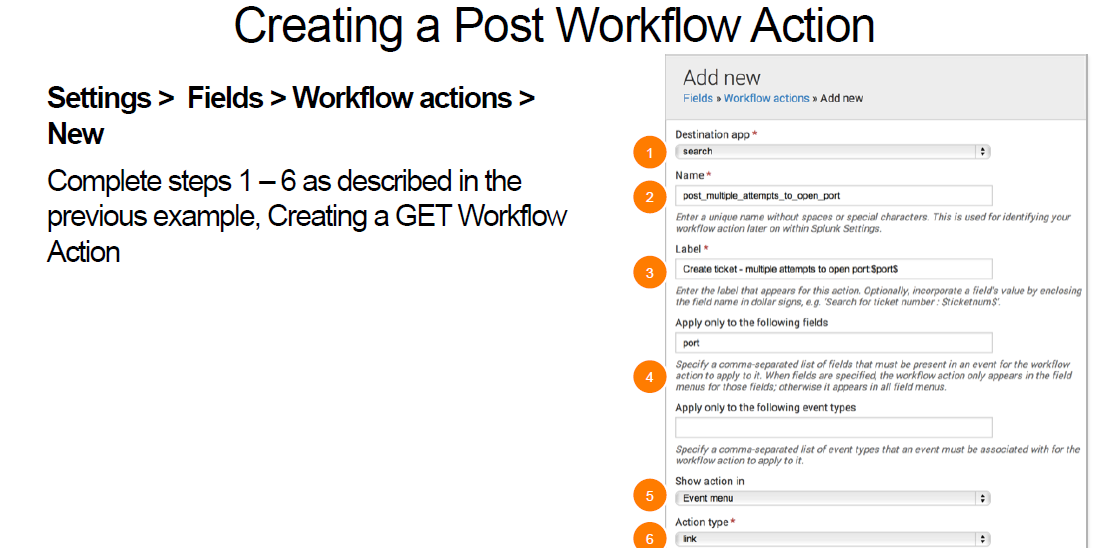 Creating a Post Workflow Action
Settings > Fields > Workflow actions >
New
Complete steps 1 – 6 as described in the
previous example, Creating a GET Workflow
Action
Add new
Fields » Workflow actions » Add new
Destination app *
1
search
Name *
2
post_multiple_attempts_to_open_port
Enter a unique name without spaces or special characters. This is used for identifying your
workflow action later on within Splunk Settings.
Label *
3
Create ticket - multiple attempts to open port $port$
Enter the label that appears for this action. Optionally, incorporate a field's value by enclosing
the field name in dollar signs, e.g. 'Search for ticket number : $ticketnum$'.
Apply only to the following fields
port
4
Specify a comma-separated list of fields that must be present in an event for the workflow
action to apply to it. When fields are specified, the workflow action only appears in the field
menus for those fields; otherwise it appears in all field menus.
Apply only to the following event types
Specify a comma-separated list of event types that an event must be associated with for the
workflow action to apply to it.
Show action in
5
Event menu
Action type *
6
link